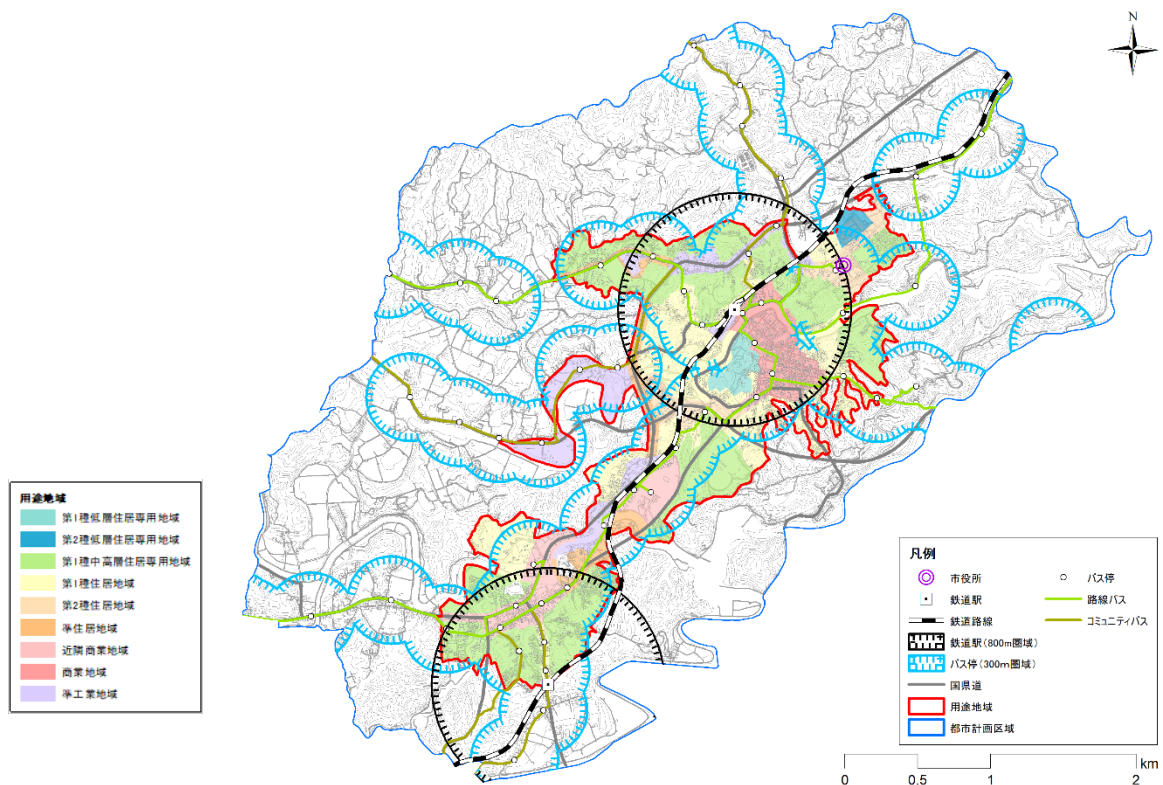 N
用途地域
第1種低層住居専用地域
第2種低層住居専用地域
第1種中高層住居専用地域
第1種住居地域
第2種住居地域
準住居地域
近隣商業地域
商業地域
準工業地域
凡例
市役所
バス停
鉄道駅
路線バス
鉄道路線
コミュニティバス
鉄道駅(800m圏域)
バス停(300m圏域)
国県道
用途地域
都市計画区域
km
0
0.5
1
2